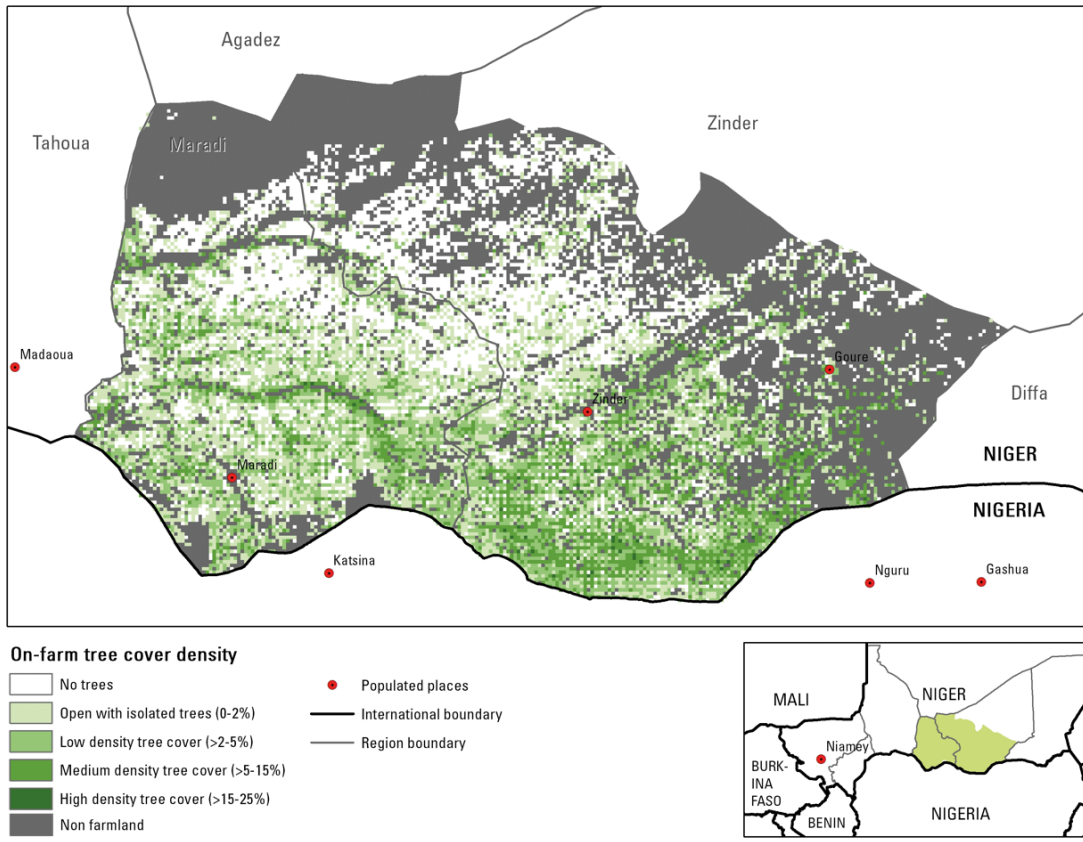 Agadez
Zinder
Tahoua
Maradi
Madaoua
Goure
Zinder
Diffa
NIGER
Maradi
NIGERIA
Katsina
Nguru
Gashua
On-farm tree cover density
No trees
Open with isolated trees (0-2%)
Low density tree cover (>2-5%)
Medium density tree cover (>5-15%)
High density tree cover (>15-25%)
Non farmland
Populated places
International boundary
Region boundary
MALI
NIGER
Niamey
BURK-
INA
FASO
BENIN
NIGERIA